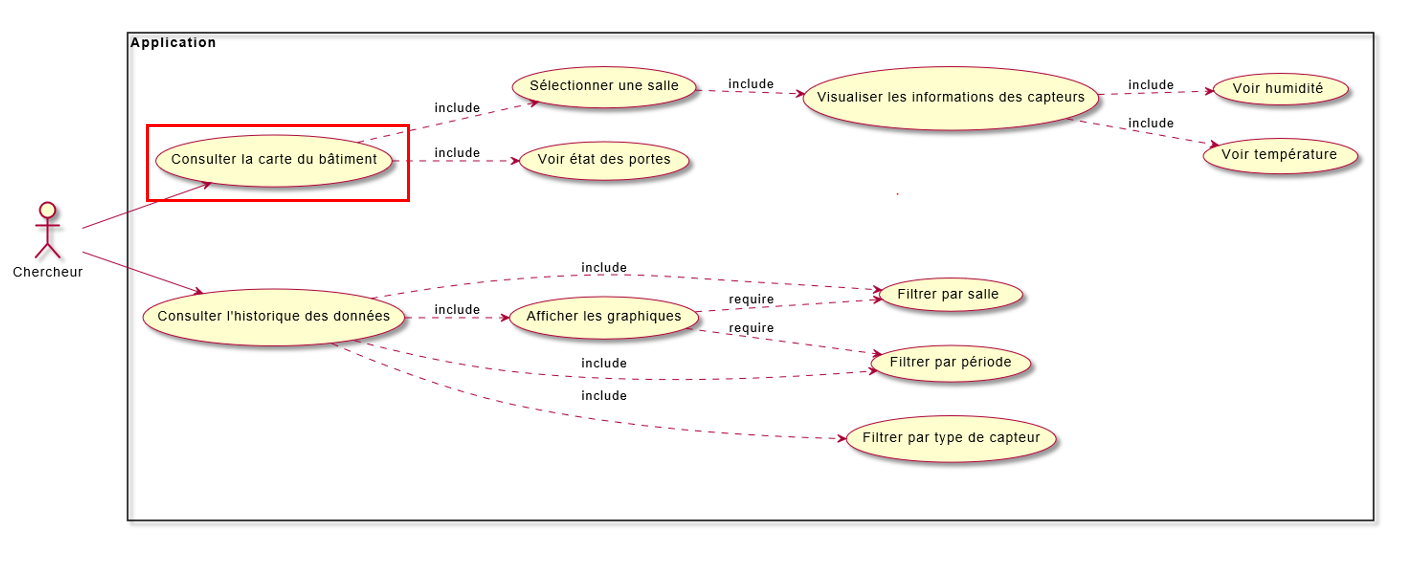 Application
Sélectionner une salle
include
Visualiser les informations des capteurs
include
Voir humidité
include
Consulter la carte du bâtiment
include
Voir état des portes
include
Voir température
Chercheur
Consulter l'historique des données
include
Filtrer par salle
include
Afficher les graphiques
require
require
include
Filtrer par période
include
Filtrer par type de capteur